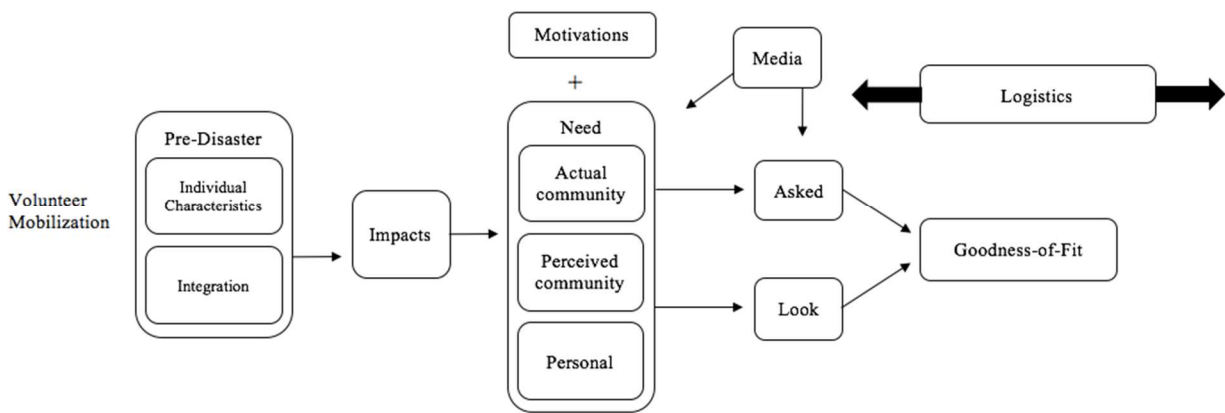 Volunteer
Mobilization
Pre-Disaster
Individual
Characteristics
Integration
Impacts
Motivations
+
Need
Actual
community
Perceived
community
Personal
Media
Asked
Look
Logistics
Goodness-of-Fit